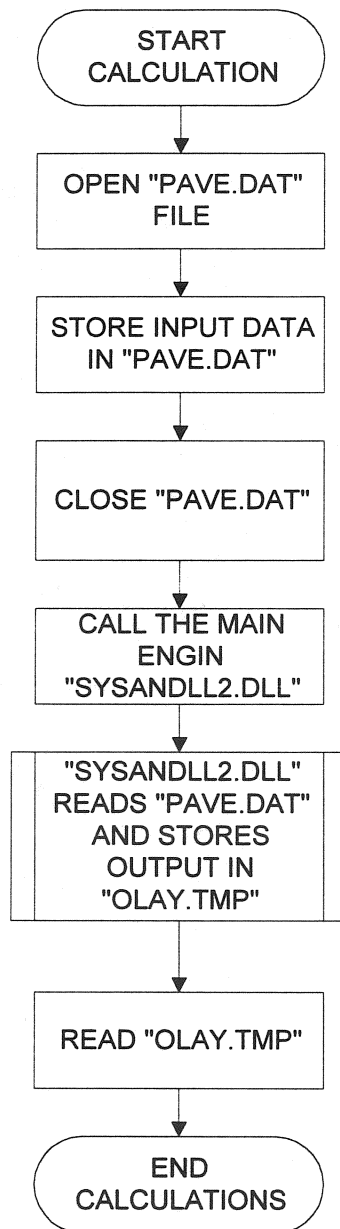 START
CALCULATION
OPEN "PAVE.DAT"
FILE
STORE INPUT DATA
IN "PAVE.DAT"
CLOSE "PAVE.DAT"
CALL THE MAIN
ENGIN
"SYSANDLL2.DLL"
"SYSANDLL2.DLL"
READS "PAVE.DAT"
AND STORES
OUTPUT IN
"OLAY.TMP"
READ "OLAY.TMP"
END
CALCULATIONS